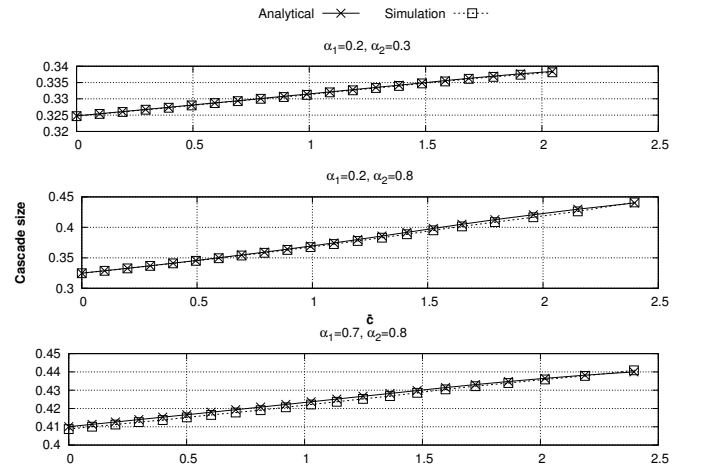 Analytical Simulation
α1=0.2, α2=0.3
0.34
0.335
0.33
0.325
0.32
0 0.5 1 1.5 2 2.5
α1=0.2, α2=0.8
Cascade size
0.45
0.4
0.35
0.3
0 0.5 1 1.5 2 2.5
c̄
α1=0.7, α2=0.8
0.45
0.44
0.43
0.42
0.41
0.4
0 0.5 1 1.5 2 2.5